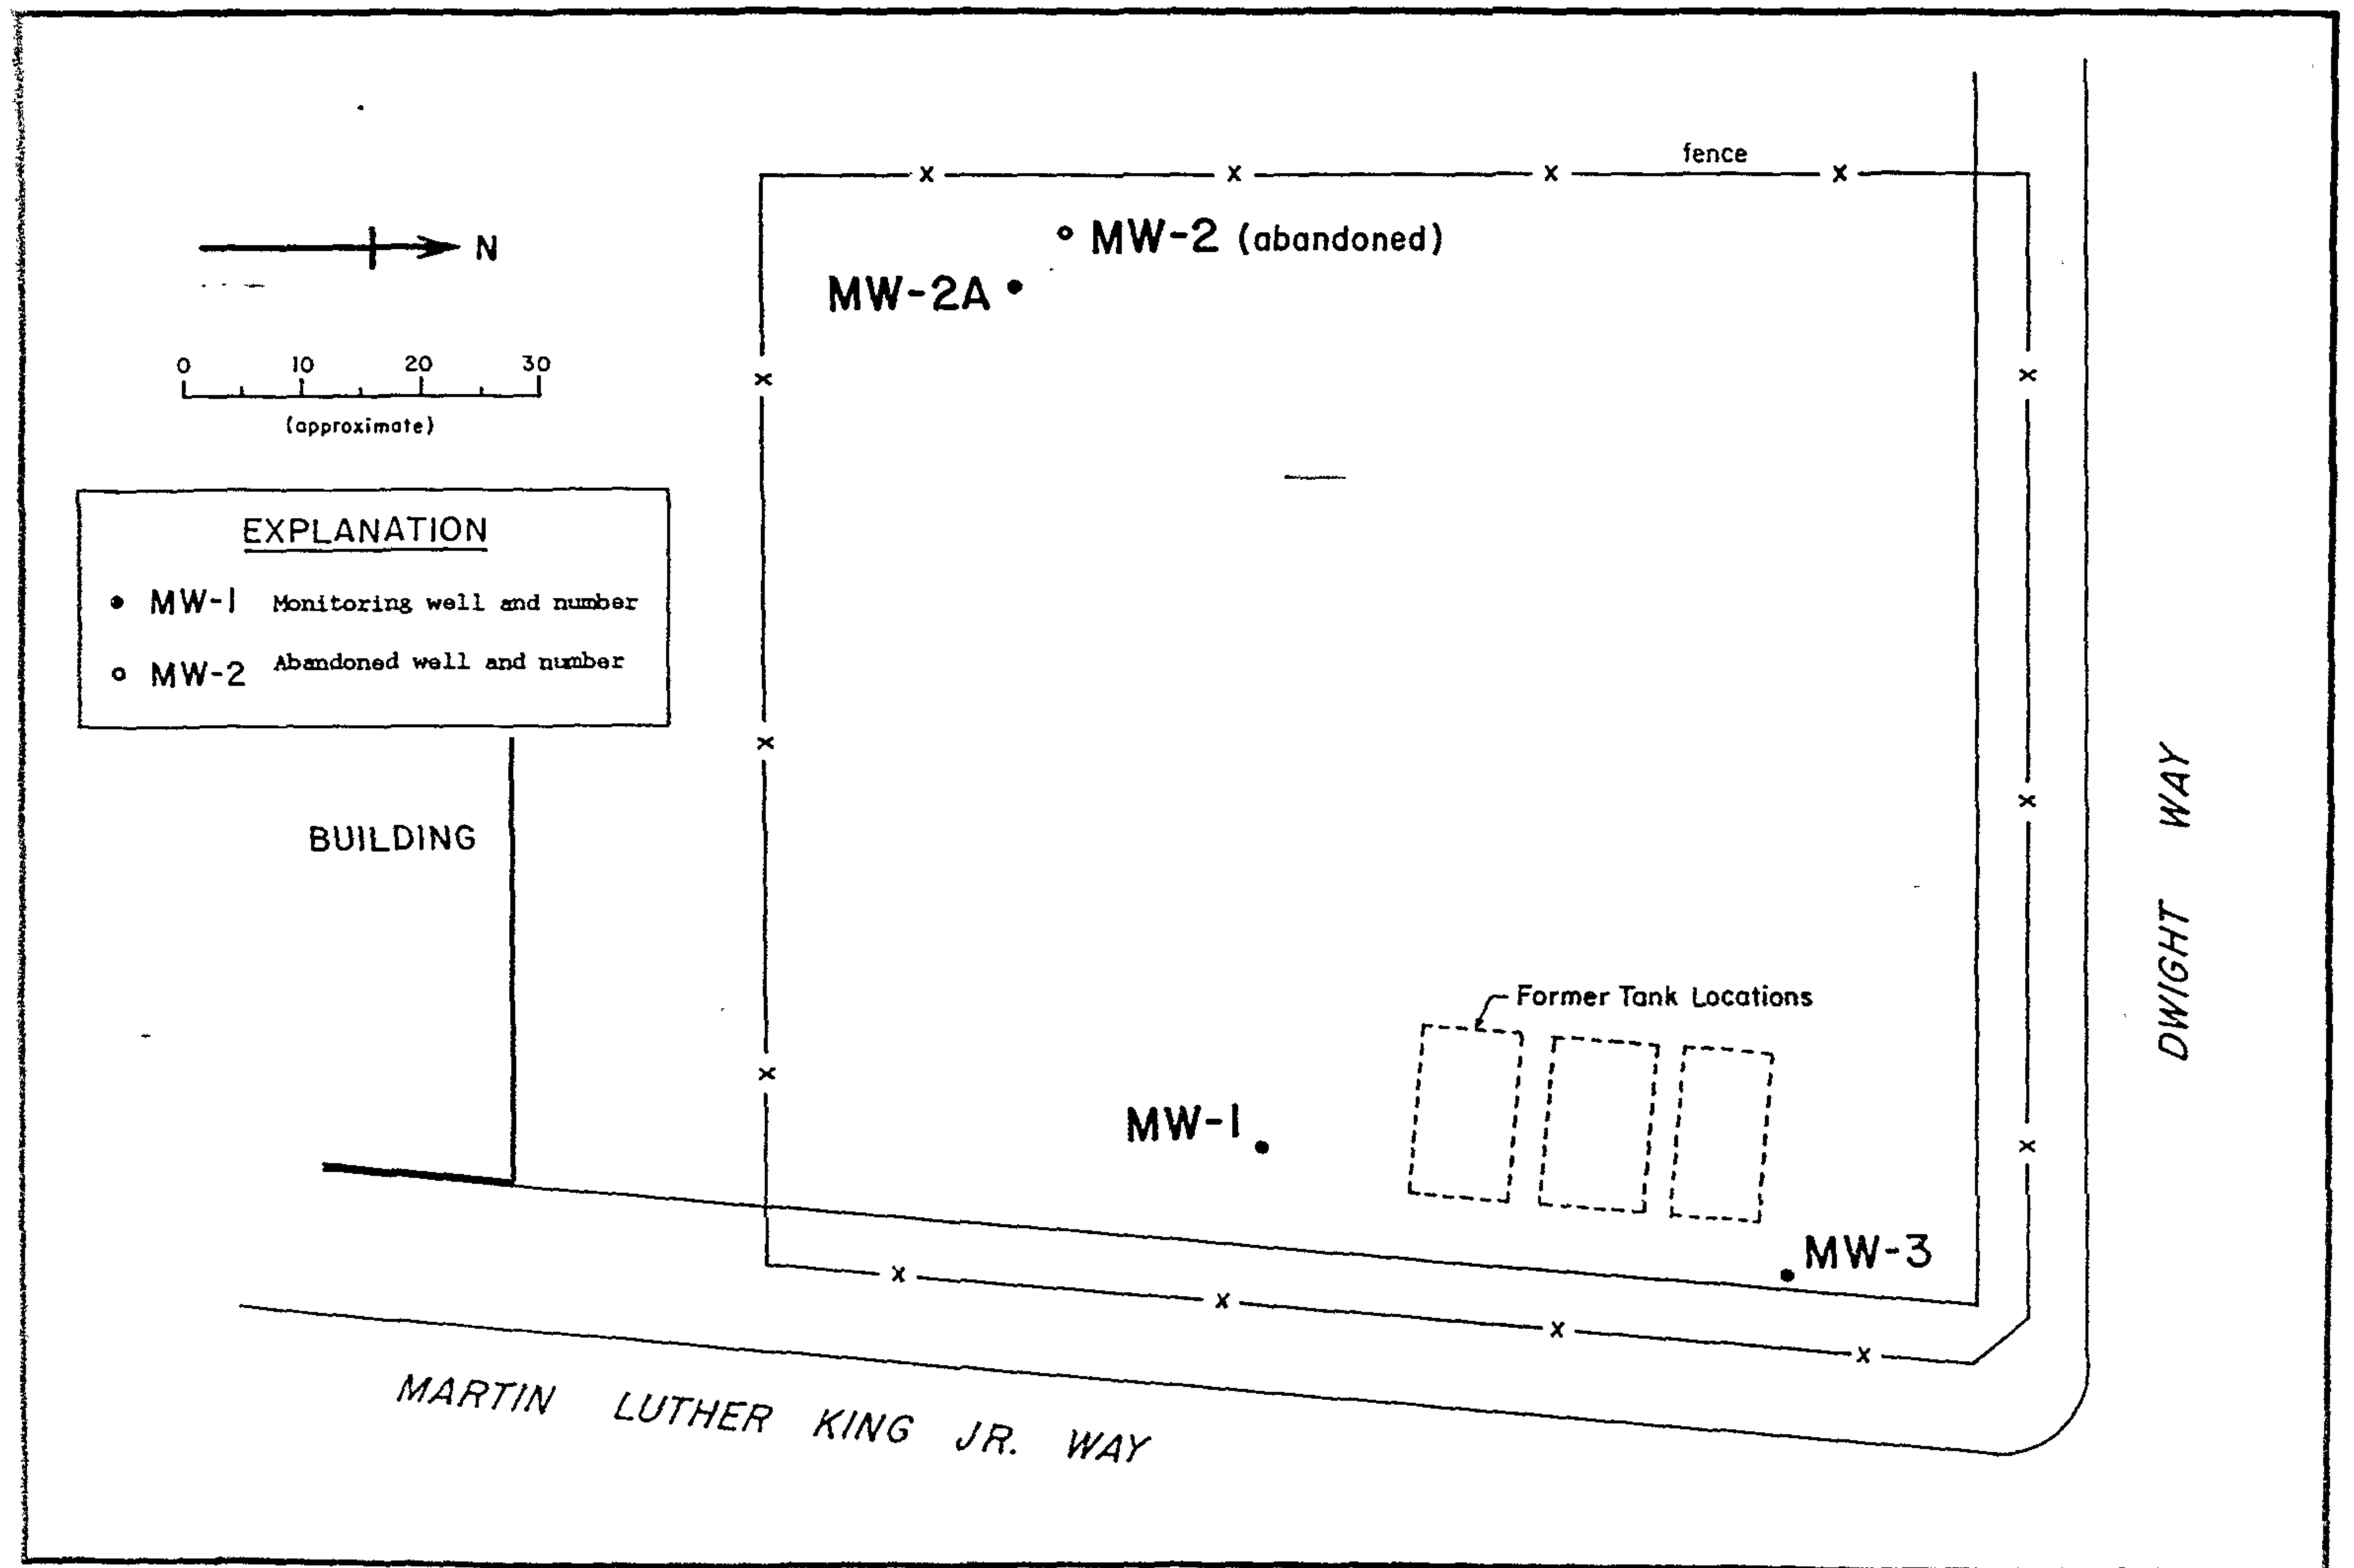 fence
x x x x
MW-2 (abandoned)
N
MW-2A
0 10 20 30
(approximate)
x
x
EXPLANATION
MW-1 Monitoring well and number
MW-2 Abandoned well and number
x
x
BUILDING
DWIGHT WAY
Former Tank Locations
x
MW-1
x
MW-3
x x x x
MARTIN LUTHER KING JR. WAY